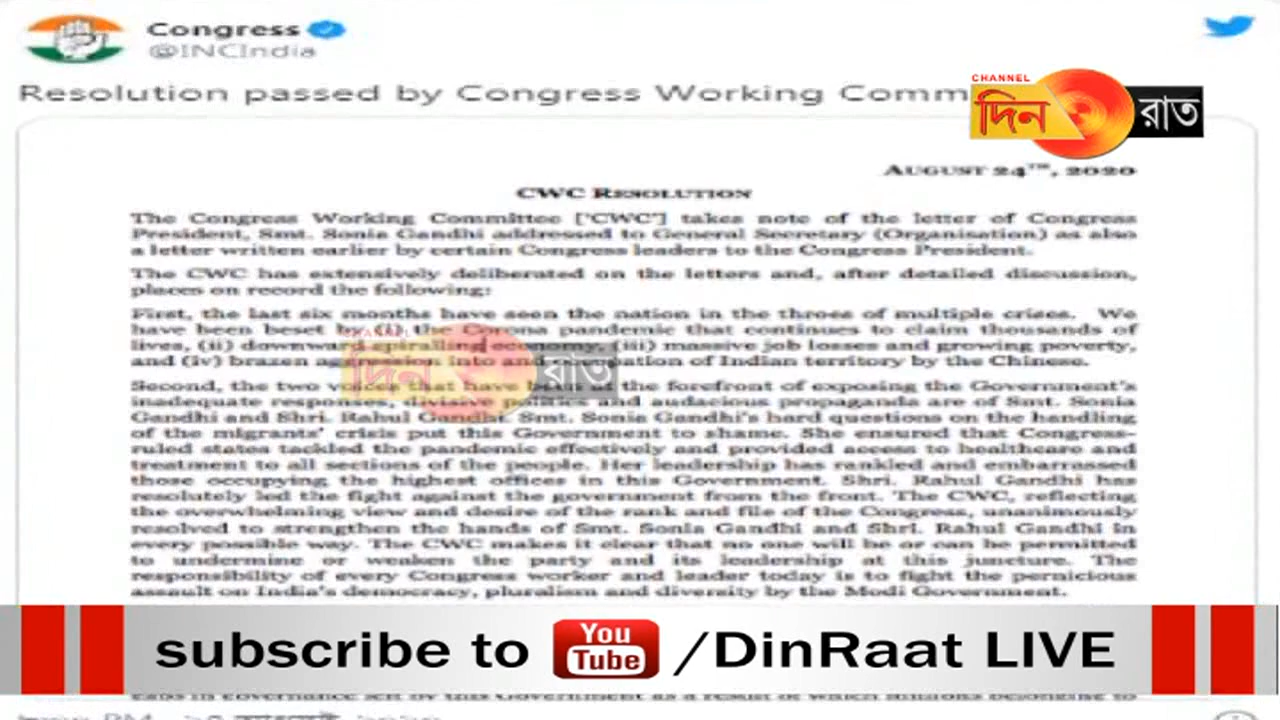 Congress
@INCIndia
Resolution passed by Congress Working
CHANNEL
দিন রাত
AUGUST 24TH, 2020
CWC RESOLUTION
The Congress Working Committee ['CWC'] takes note of the letter of Congress
President, Smt. Sonia Gandhi addressed to General Secretary (Organisation) as also
a letter written earlier by certain Congress leaders to the Congress President.
The CWC has extensively deliberated on the letters and, after detailed discussion,
places on record the following:
First, the last six months have seen the nation in the throes of multiple crises. We
have been beset by (i) the Corona pandemic that continues to claim thousands of
lives, (ii) downward spiralling economy (iii) massive job losses and growing poverty,
and (iv) brazen aggression into and of Indian territory by the Chinese.
দিন রাত
Second, the two voices that have been at the forefront of exposing the Government's
inadequate responses, divisive politics and audacious propaganda are of Smt. Sonia
Gandhi and Shri. Rahul Gandhi. Smt. Sonia Gandhi's hard questions on the handling
of the migrants' crisis put this Government to shame. She ensured that Congress-
ruled states tackled the pandemic effectively and provided access to healthcare and
treatment to all sections of the people. Her leadership has rankled and embarrassed
those occupying the highest offices in this Government. Shri. Rahul Gandhi has
resolutely led the fight against the government from the front. The CWC, reflecting
the overwhelming view and desire of the rank and file of the Congress, unanimously
resolved to strengthen the hands of Smt. Sonia Gandhi and Shri. Rahul Gandhi in
every possible way. The CWC makes it clear that no one will be or can be permitted
to undermine or weaken the party and its leadership at this juncture. The
responsibility of every Congress worker and leader today is to fight the pernicious
assault on India's democracy, pluralism and diversity by the Modi Government.
subscribe to You Tube /DinRaat LIVE